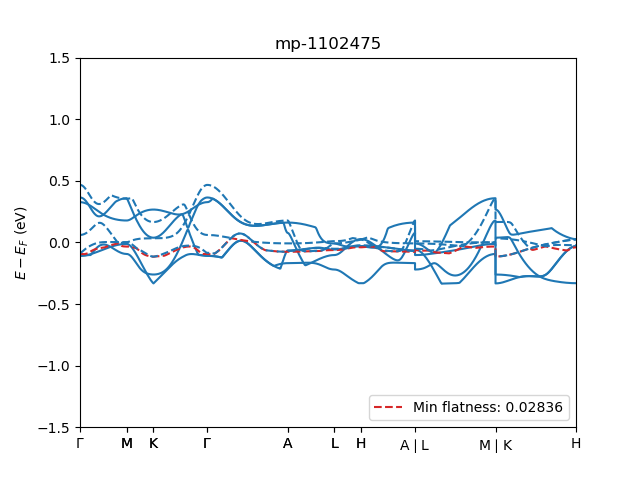 mp-1102475
E − E_F (eV)
1.5
1.0
0.5
0.0
−0.5
−1.0
−1.5
Min flatness: 0.02836
Γ M K Γ A L H A | L M | K H